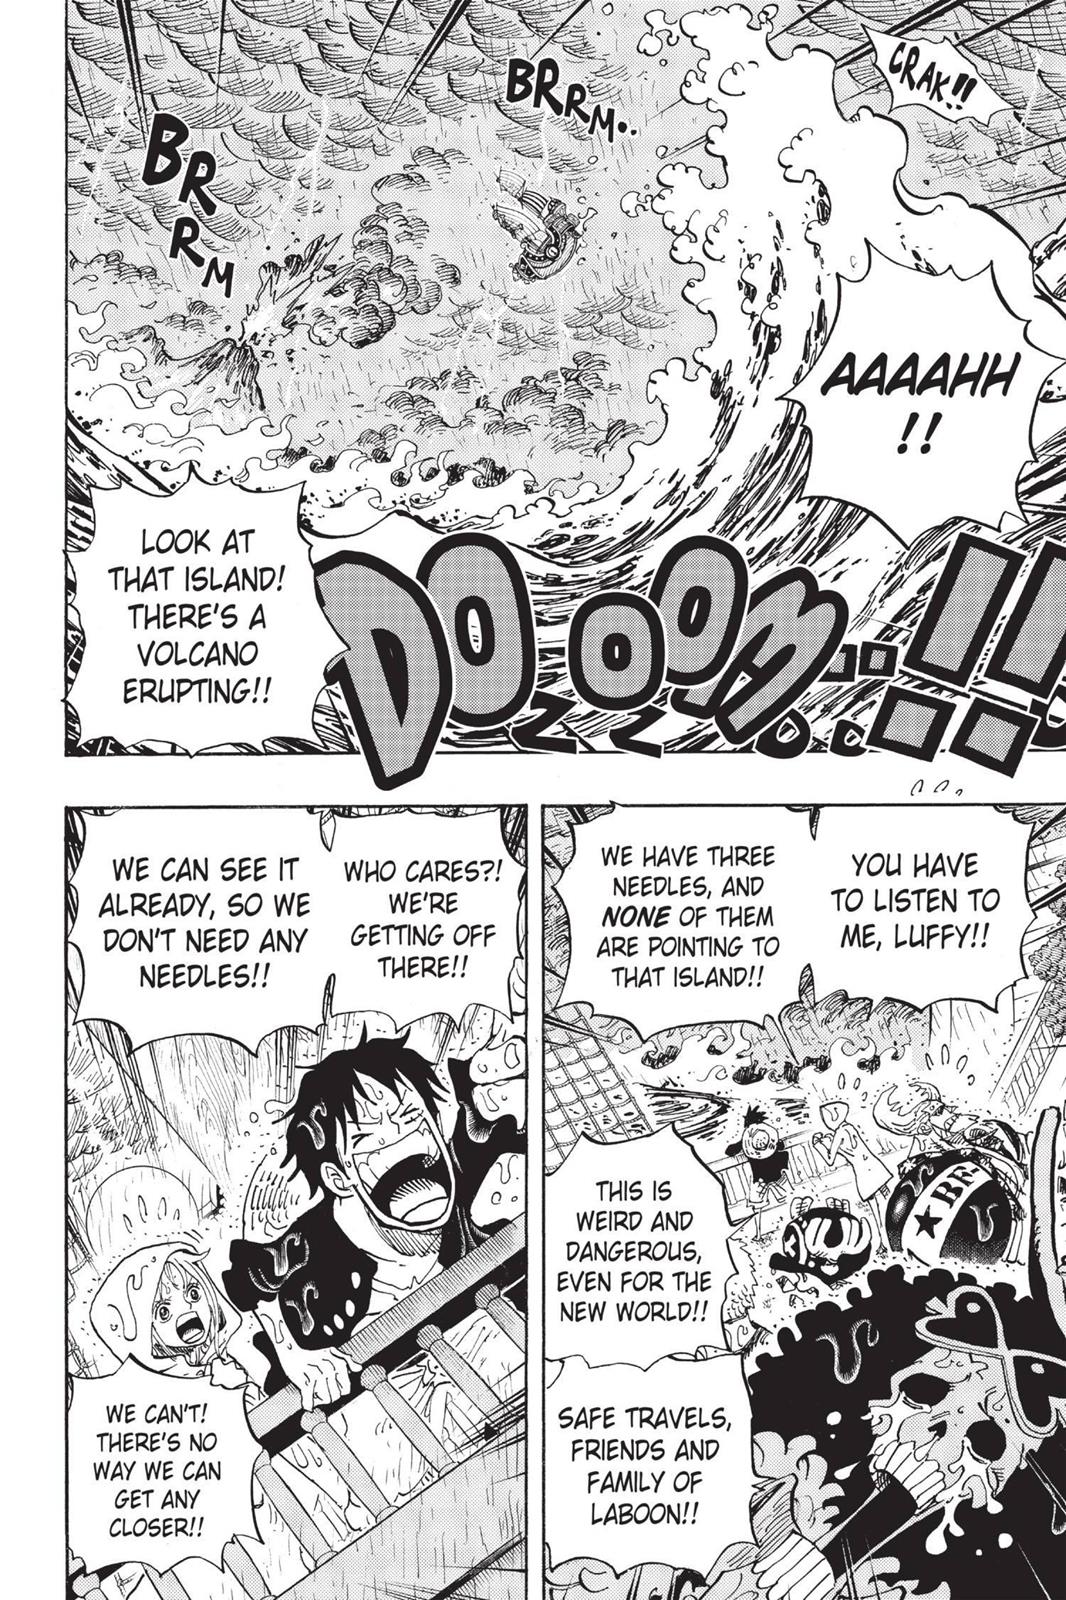 CRAK!!
BRRM..
BRRM
AAAAHH
!!
LOOK AT
THAT ISLAND!
THERE'S A
VOLCANO
ERUPTING!!
DOOOOM..!!
YOU HAVE
TO LISTEN TO
ME, LUFFY!!
WE HAVE THREE
NEEDLES, AND
NONE OF THEM
ARE POINTING TO
THAT ISLAND!!
THIS IS
WEIRD AND
DANGEROUS,
EVEN FOR THE
NEW WORLD!!
BF-
SAFE TRAVELS,
FRIENDS AND
FAMILY OF
LABOON!!
WHO CARES?!
WE'RE
GETTING OFF
THERE!!
WE CAN SEE IT
ALREADY, SO WE
DON'T NEED ANY
NEEDLES!!
WE CAN'T!
THERE'S NO
WAY WE CAN
GET ANY
CLOSER!!